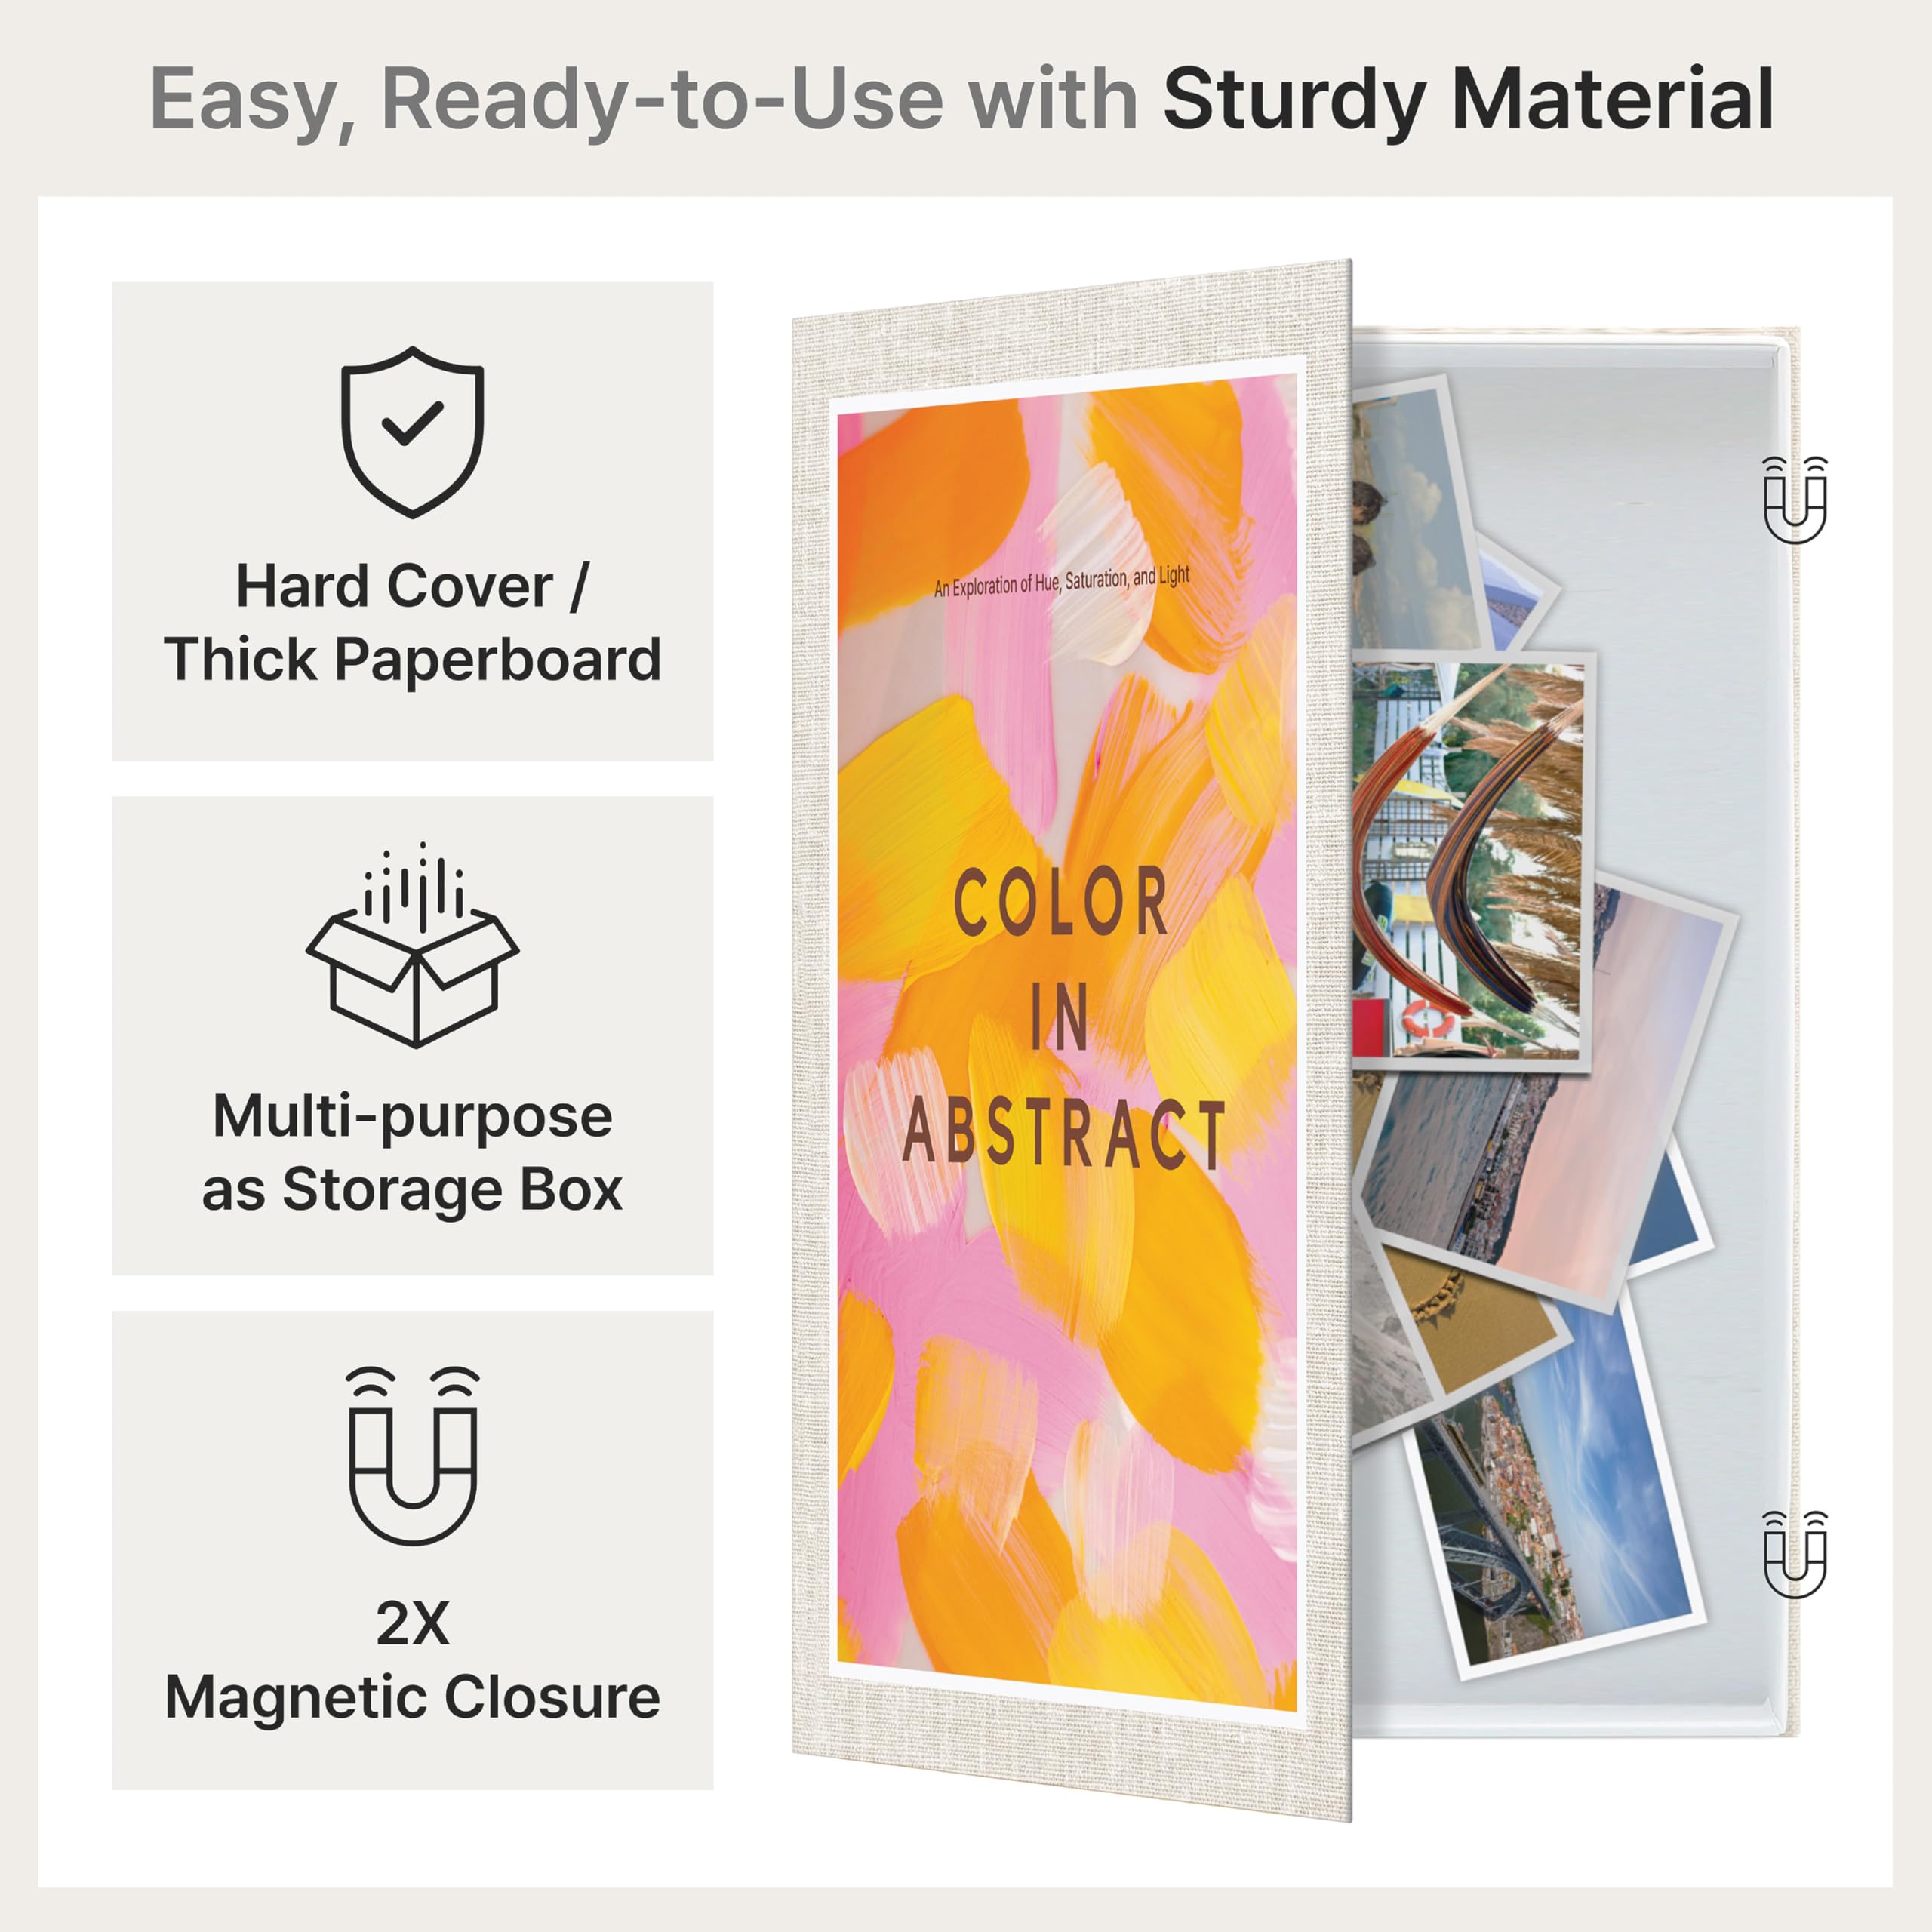 Easy, Ready-to-Use with Sturdy Material
Hard Cover /
Thick Paperboard
Multi-purpose
as Storage Box
2X
Magnetic Closure
An Exploration of Hue, Saturation, and Light
COLOR
IN
ABSTRACT